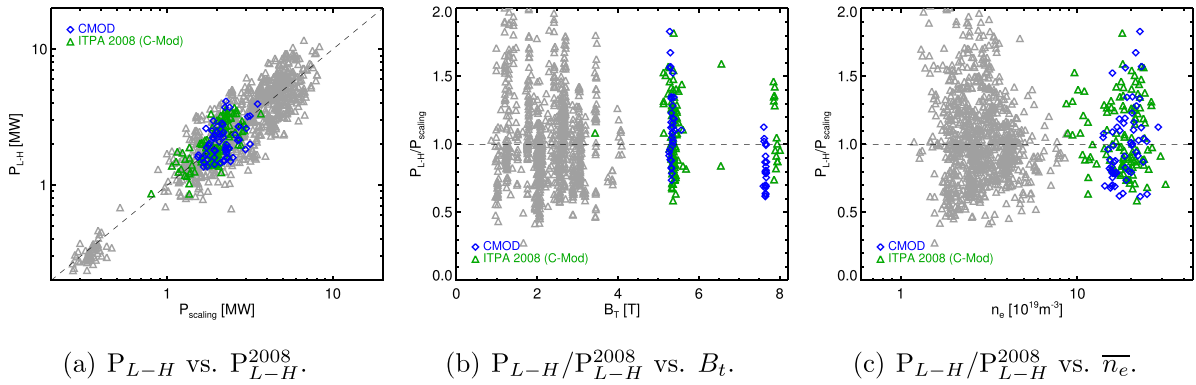 10
1
P_{L-H} [MW]
◇ CMOD
△ ITPA 2008 (C-Mod)
1
10
P_{scaling} [MW]
2.0
1.5
1.0
0.5
0.0
P_{L-H}/P_{scaling}
◇ CMOD
△ ITPA 2008 (C-Mod)
0
2
4
6
8
B_T [T]
2.0
1.5
1.0
0.5
0.0
P_{L-H}/P_{scaling}
◇ CMOD
△ ITPA 2008 (C-Mod)
1
10
n_e [10^{19}m^{-3}]
(a) P_{L-H} vs. P_{L-H}^{2008}.
(b) P_{L-H}/P_{L-H}^{2008} vs. B_t.
(c) P_{L-H}/P_{L-H}^{2008} vs. \overline{n_e}.